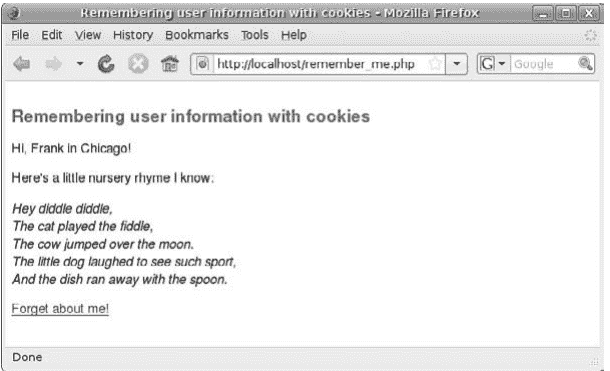 Remembering user information with cookies - Mozilla Firefox
File Edit View History Bookmarks Tools Help
http://localhost/remember_me.php G Google
Remembering user information with cookies
Hi, Frank in Chicago!
Here's a little nursery rhyme I know:
Hey diddle diddle,
The cat played the fiddle,
The cow jumped over the moon.
The little dog laughed to see such sport,
And the dish ran away with the spoon.
Forget about me!
Done